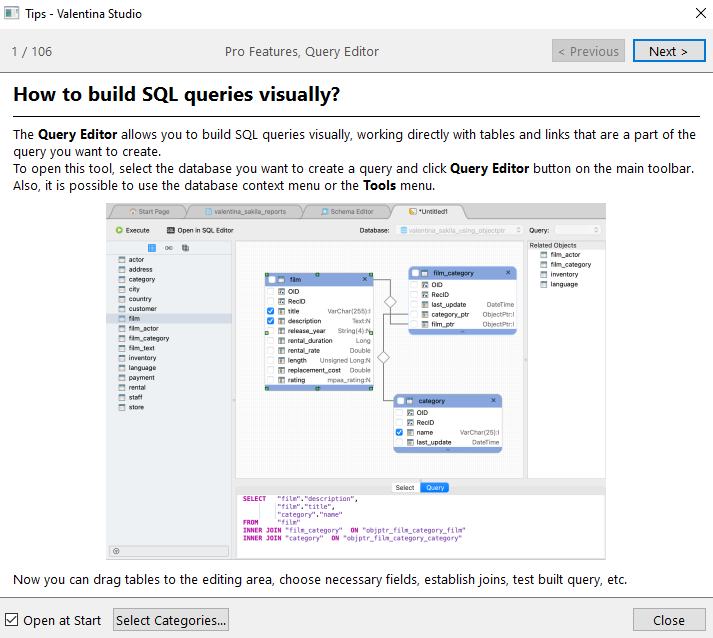 Tips - Valentina Studio
1 / 106
Pro Features, Query Editor
< Previous
Next >
How to build SQL queries visually?
The Query Editor allows you to build SQL queries visually, working directly with tables and links that are a part of the
query you want to create.
To open this tool, select the database you want to create a query and click Query Editor button on the main toolbar.
Also, it is possible to use the database context menu or the Tools menu.
Start Page
valentina_sakila_reports
Schema Editor
*Untitled1
Execute
Open in SQL Editor
Database:
valentina_sakila_using_objectptr
Query:
actor
address
category
city
country
customer
film
film_actor
film_category
film_text
inventory
language
payment
rental
staff
store
film
OID
RecID
title VarChar(255):I
description Text:N
release_year String(4):N
rental_duration Long
rental_rate Double
length Unsigned Long:N
replacement_cost Double
rating mpaa_rating:N
film_category
OID
RecID
last_update DateTime
category_ptr ObjectPtr:I
film_ptr ObjectPtr:I
category
OID
RecID
name VarChar(25):I
last_update DateTime
Related Objects
film_actor
film_category
inventory
language
Select
Query
SELECT "film"."description",
"film"."title",
"category"."name"
FROM "film"
INNER JOIN "film_category" ON "objptr_film_category_film"
INNER JOIN "category" ON "objptr_film_category_category"
Now you can drag tables to the editing area, choose necessary fields, establish joins, test built query, etc.
Open at Start
Select Categories...
Close